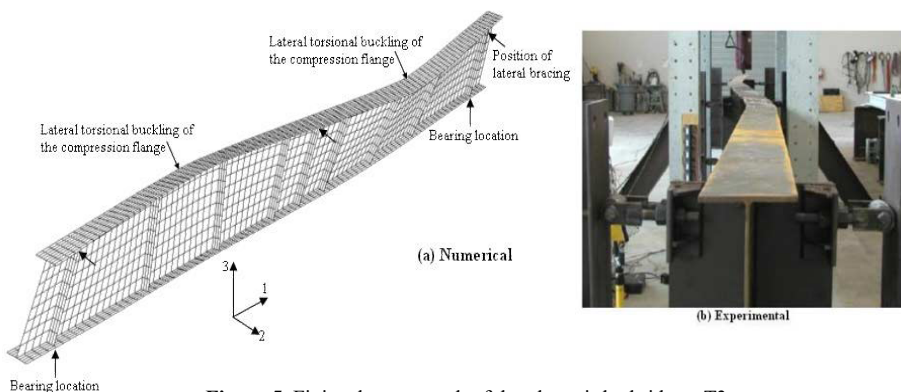 Lateral torsional buckling of
the compression flange
Position of
lateral bracing
Lateral torsional buckling of
the compression flange
Bearing location
(a) Numerical
3
1
2
Bearing location
(b) Experimental